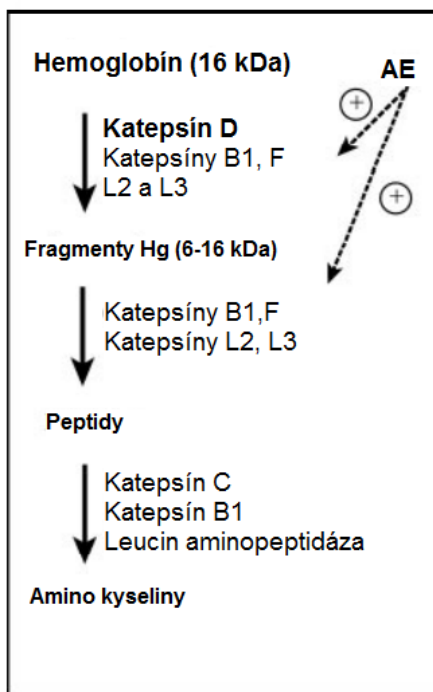 Hemoglobín (16 kDa)
AE
+
Katepsín D
Katepsíny B1, F
L2 a L3
+
Fragmenty Hg (6-16 kDa)
Katepsíny B1,F
Katepsíny L2, L3
Peptidy
Katepsín C
Katepsín B1
Leucin aminopeptidáza
Amino kyseliny